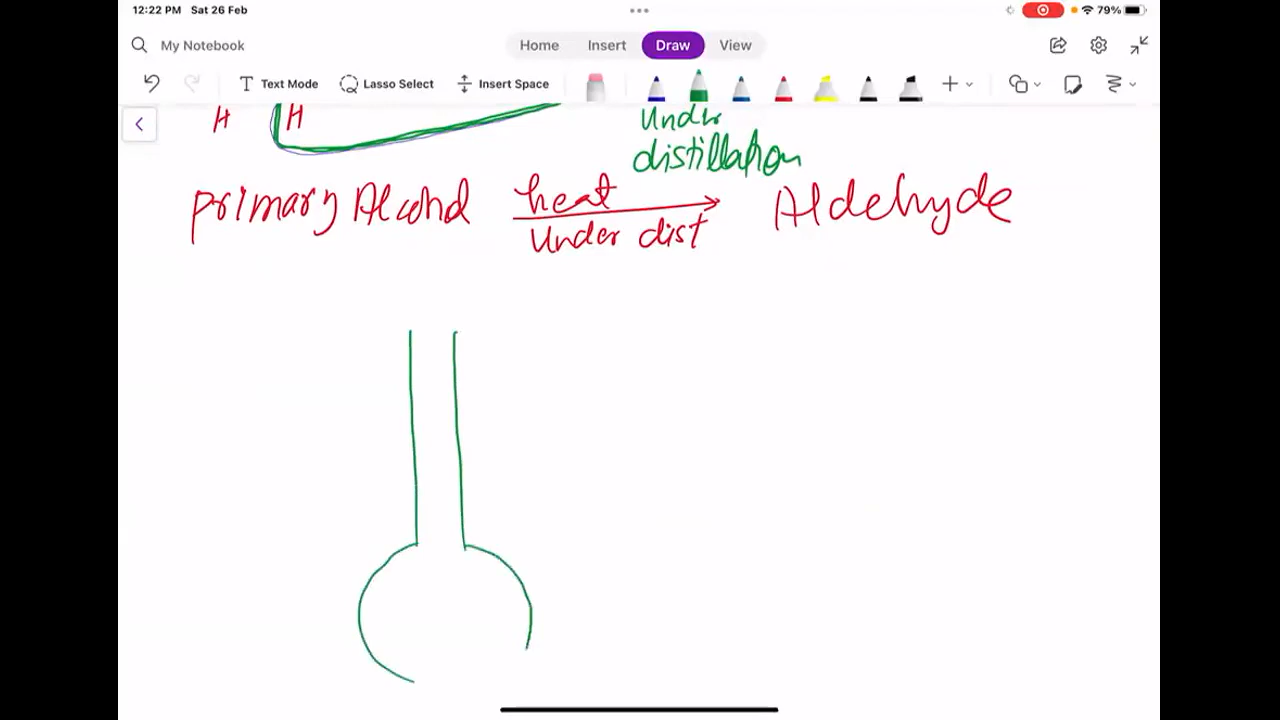 12:22 PM Sat 26 Feb
79%
My Notebook
Home Insert Draw View
Text Mode Lasso Select Insert Space
H H
Under
distillation
primary Alcohol heat Aldehyde
Under dist